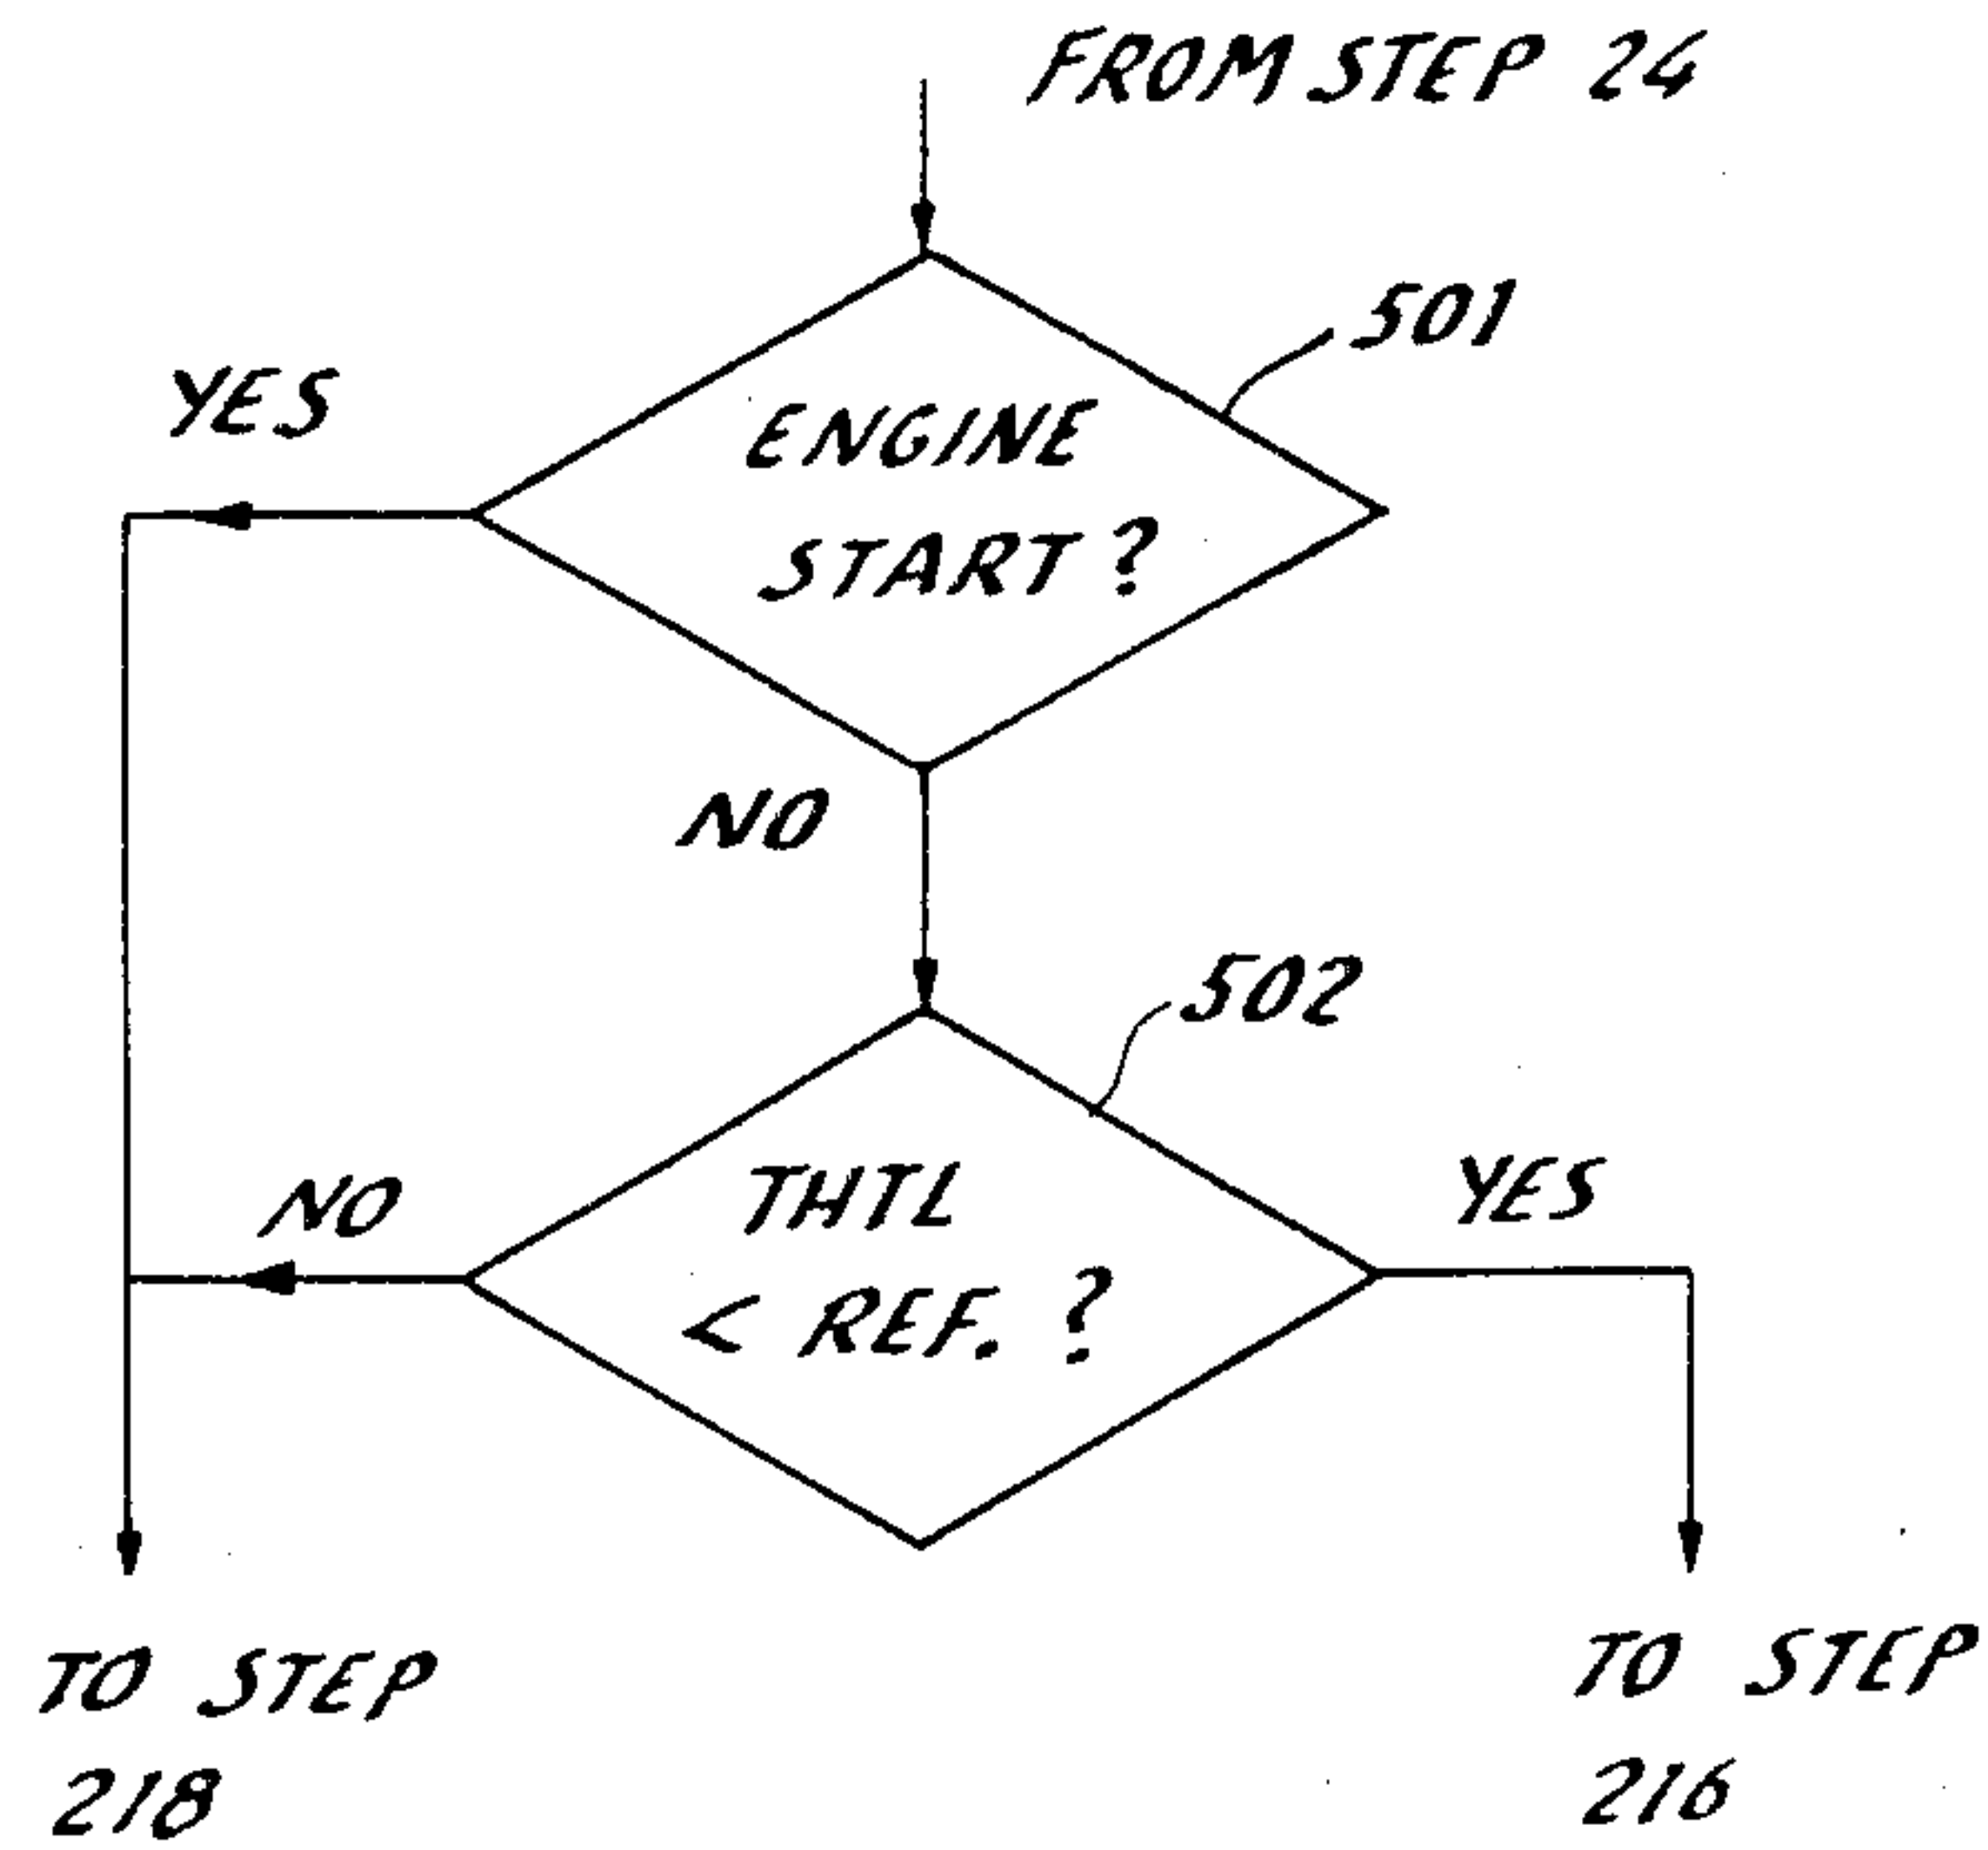 FROM STEP 24
501
YES
ENGINE
START?
NO
502
THTL
< REF. ?
NO
YES
TO STEP
218
TO STEP
216